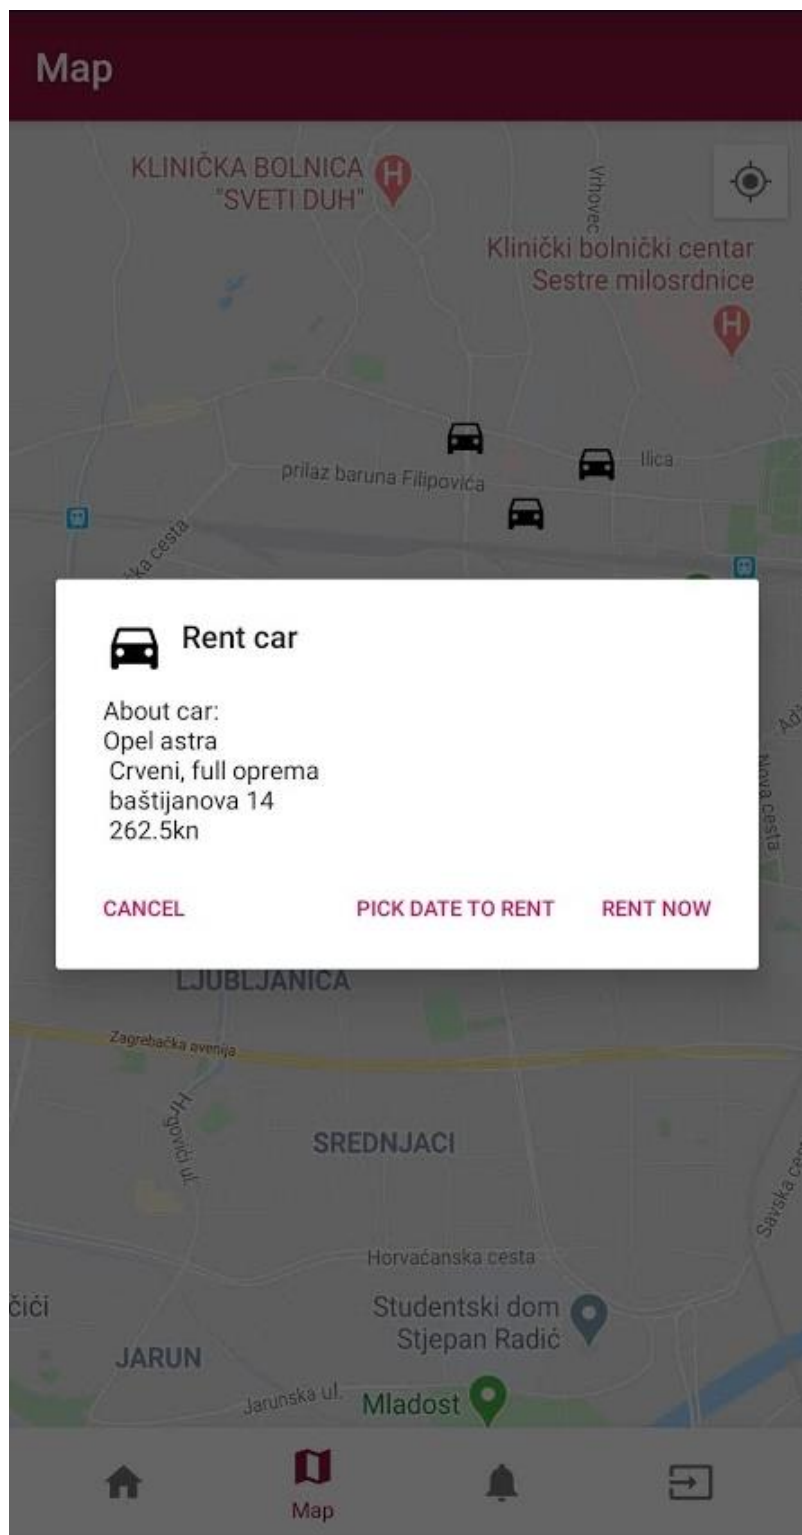 Map
KLINIČKA BOLNICA
"SVETI DUH"
Vrhovec
Klinički bolnički centar
Sestre milosrdnice
Ilica
prilaz baruna Filipovića
cesta
Rent car
About car:
Opel astra
Crveni, full oprema
baštijanova 14
262.5kn
CANCEL
PICK DATE TO RENT
RENT NOW
Nova cesta
LJUBLJANICA
Zagrebačka avenija
Hrgovići ul.
SREDNJACI
Savska
Horvaćanska cesta
Studentski dom
Stjepan Radić
JARUN
Jarunska ul.
Mladost
Map